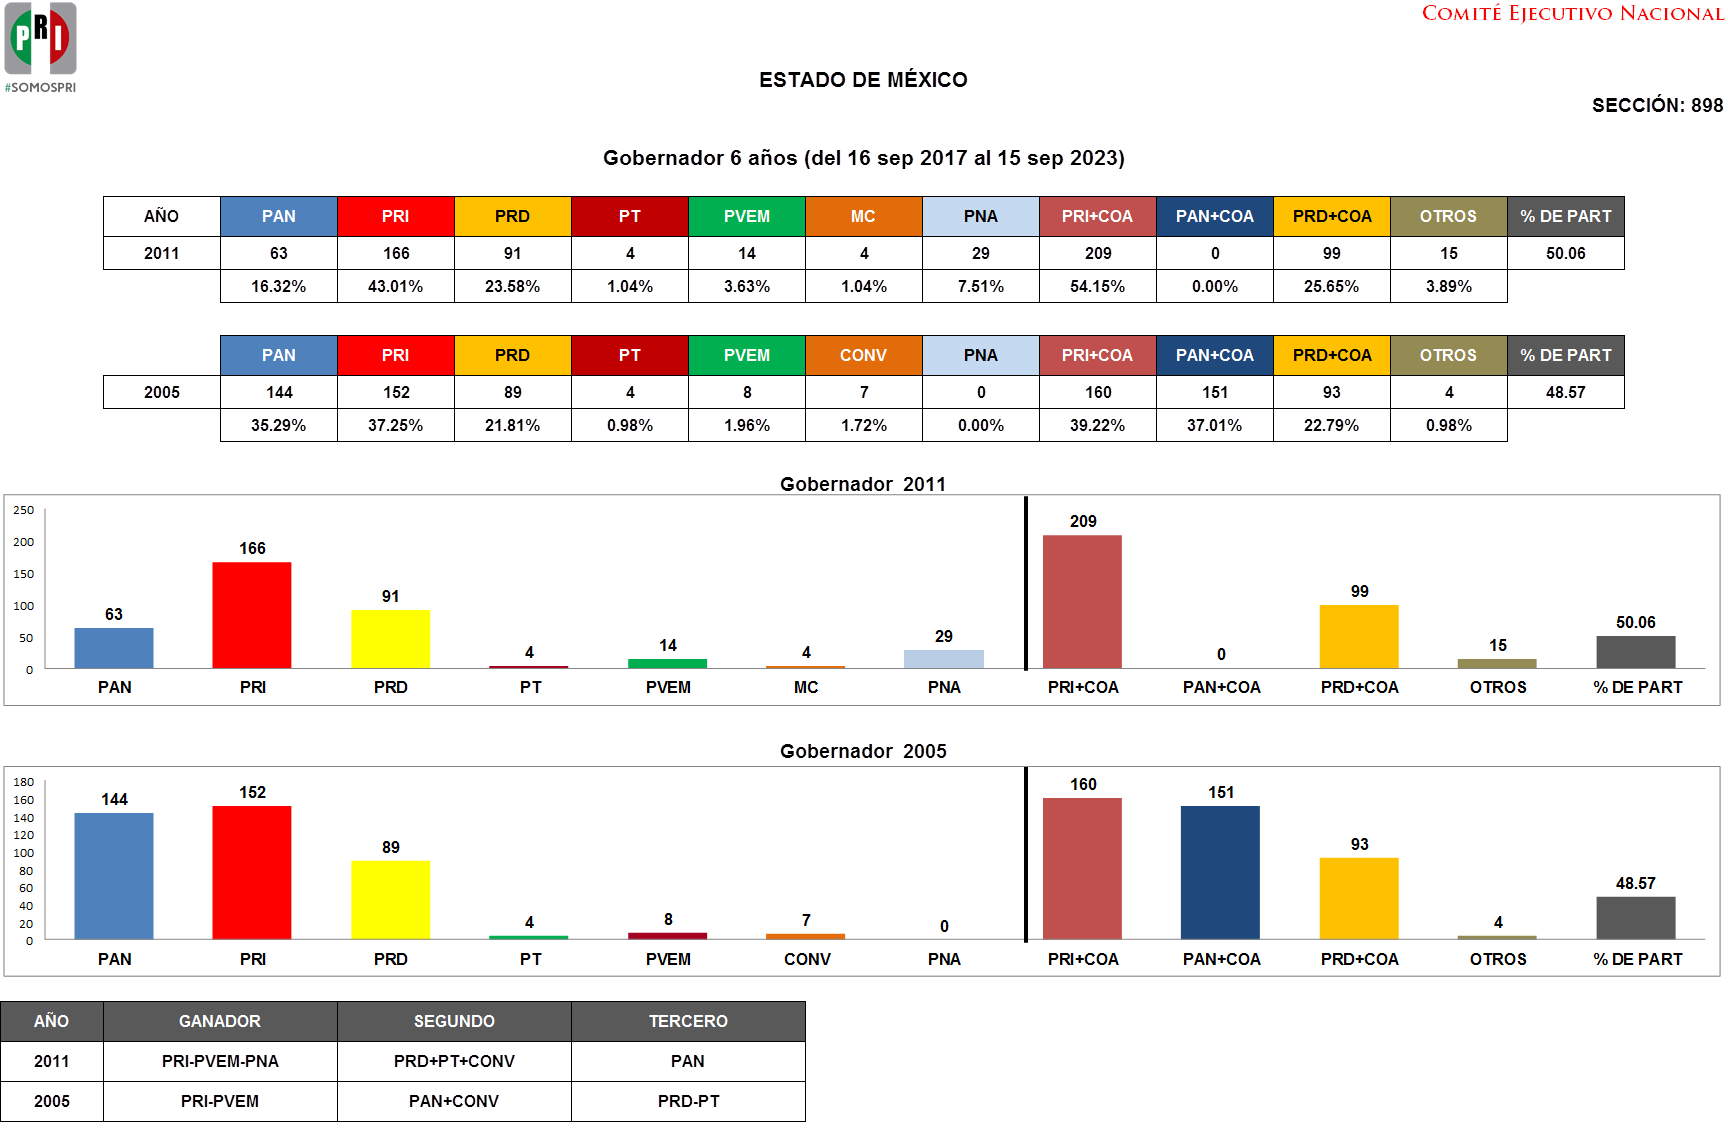 PRI
#SOMOSPRI
COMITÉ EJECUTIVO NACIONAL
ESTADO DE MÉXICO
SECCIÓN: 898
Gobernador 6 años (del 16 sep 2017 al 15 sep 2023)
AÑO PAN PRI PRD PT PVEM MC PNA PRI+COA PAN+COA PRD+COA OTROS % DE PART
2011 63 166 91 4 14 4 29 209 0 99 15 50.06
16.32% 43.01% 23.58% 1.04% 3.63% 1.04% 7.51% 54.15% 0.00% 25.65% 3.89%
PAN PRI PRD PT PVEM CONV PNA PRI+COA PAN+COA PRD+COA OTROS % DE PART
2005 144 152 89 4 8 7 0 160 151 93 4 48.57
35.29% 37.25% 21.81% 0.98% 1.96% 1.72% 0.00% 39.22% 37.01% 22.79% 0.98%
Gobernador 2011
250
200
150
100
50
0
63 166 91 4 14 4 29 209 0 99 15 50.06
PAN PRI PRD PT PVEM MC PNA PRI+COA PAN+COA PRD+COA OTROS % DE PART
Gobernador 2005
180
160
140
120
100
80
60
40
20
0
144 152 89 4 8 7 0 160 151 93 4 48.57
PAN PRI PRD PT PVEM CONV PNA PRI+COA PAN+COA PRD+COA OTROS % DE PART
AÑO GANADOR SEGUNDO TERCERO
2011 PRI-PVEM-PNA PRD+PT+CONV PAN
2005 PRI-PVEM PAN+CONV PRD-PT